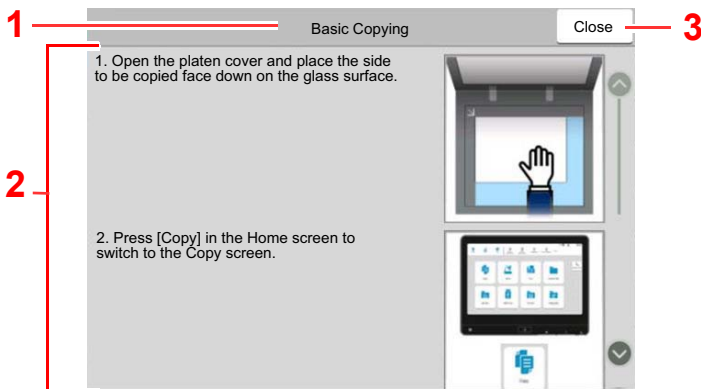 1
Basic Copying
Close
3
1. Open the platen cover and place the side
to be copied face down on the glass surface.
2
2. Press [Copy] in the Home screen to
switch to the Copy screen.
Copy